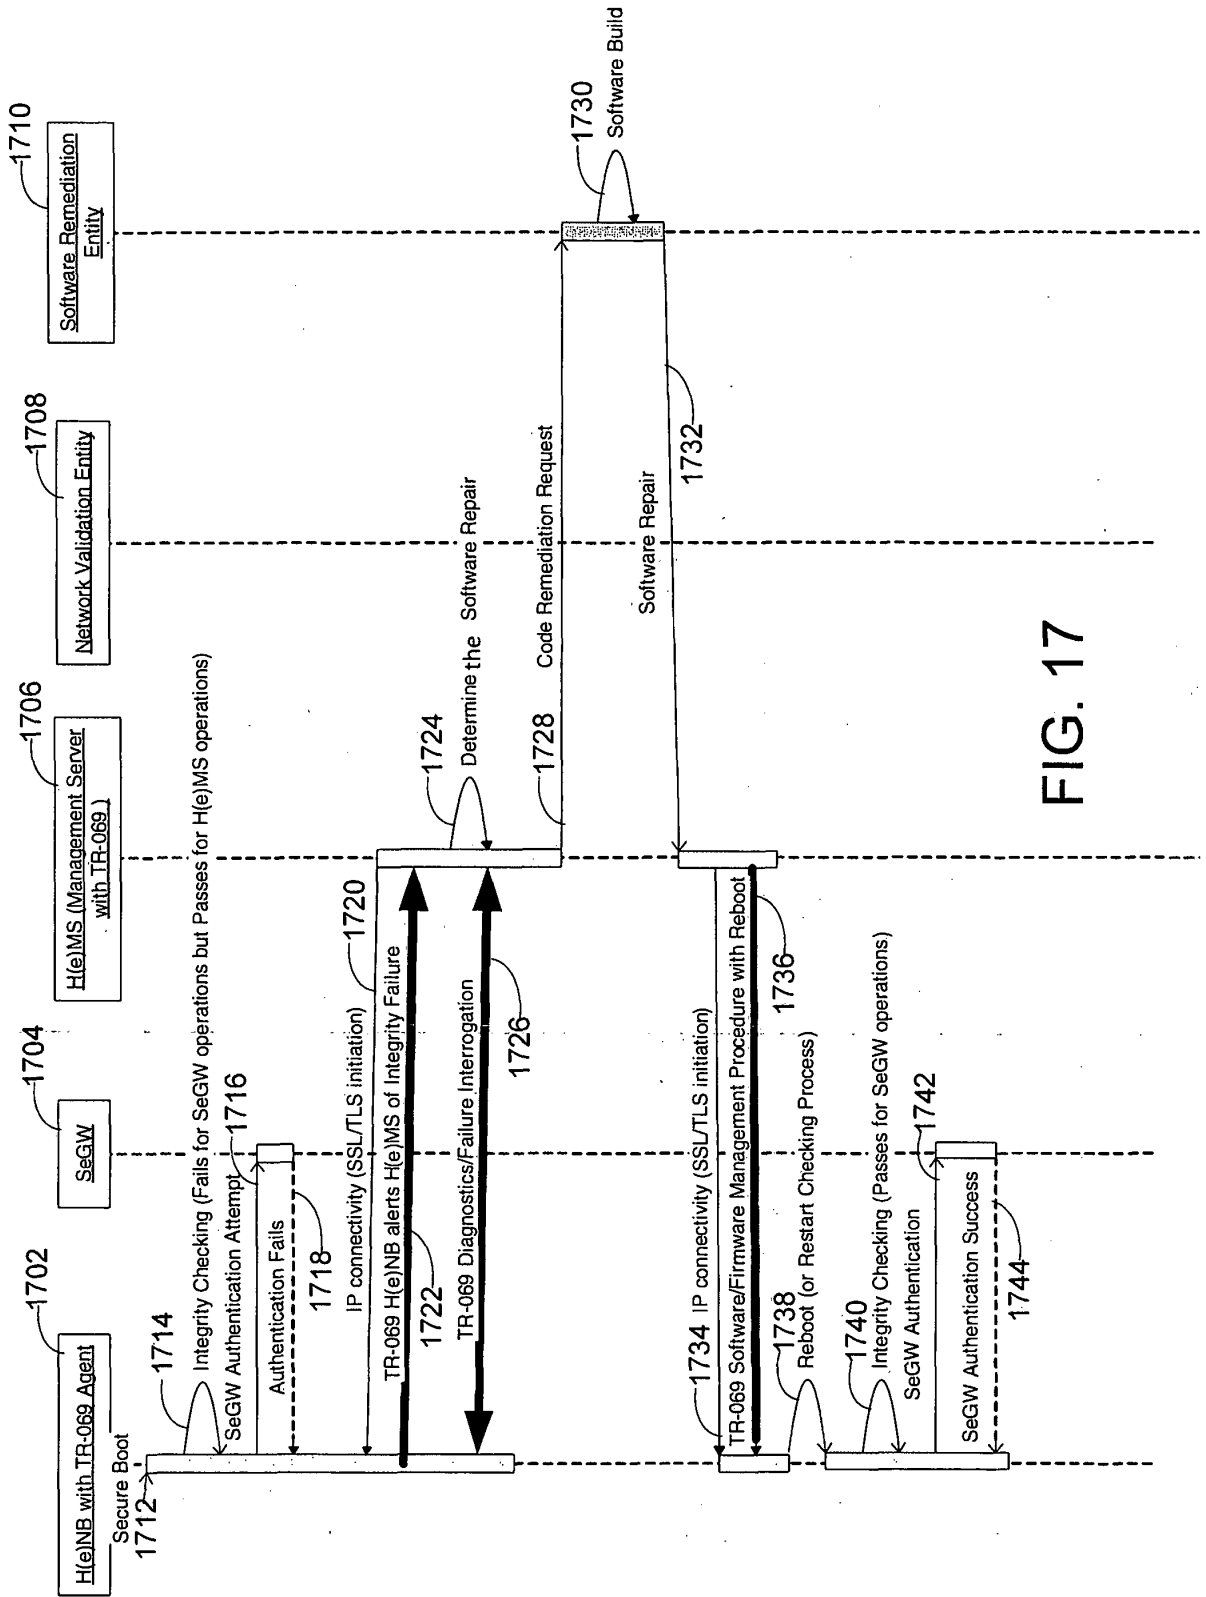 1702
H(e)NB with TR-069 Agent
1704
SeGW
1706
H(e)MS (Management Server
with TR-069 )
1708
Network Validation Entity
1710
Software Remediation
Entity
Secure Boot
1712
1714
Integrity Checking (Fails for SeGW operations but Passes for H(e)MS operations)
SeGW Authentication Attempt
1716
Authentication Fails
1718
IP connectivity (SSL/TLS initiation)
1720
TR-069 H(e)NB alerts H(e)MS of Integrity Failure
1722
1724
Determine the Software Repair
TR-069 Diagnostics/Failure Interrogation
1726
1728
Code Remediation Request
1730
Software Build
Software Repair
1732
1734
IP connectivity (SSL/TLS initiation)
TR-069 Software/Firmware Management Procedure with Reboot
1736
1738
Reboot (or Restart Checking Process)
1740
Integrity Checking (Passes for SeGW operations)
SeGW Authentication
1742
SeGW Authentication Success
1744
FIG. 17